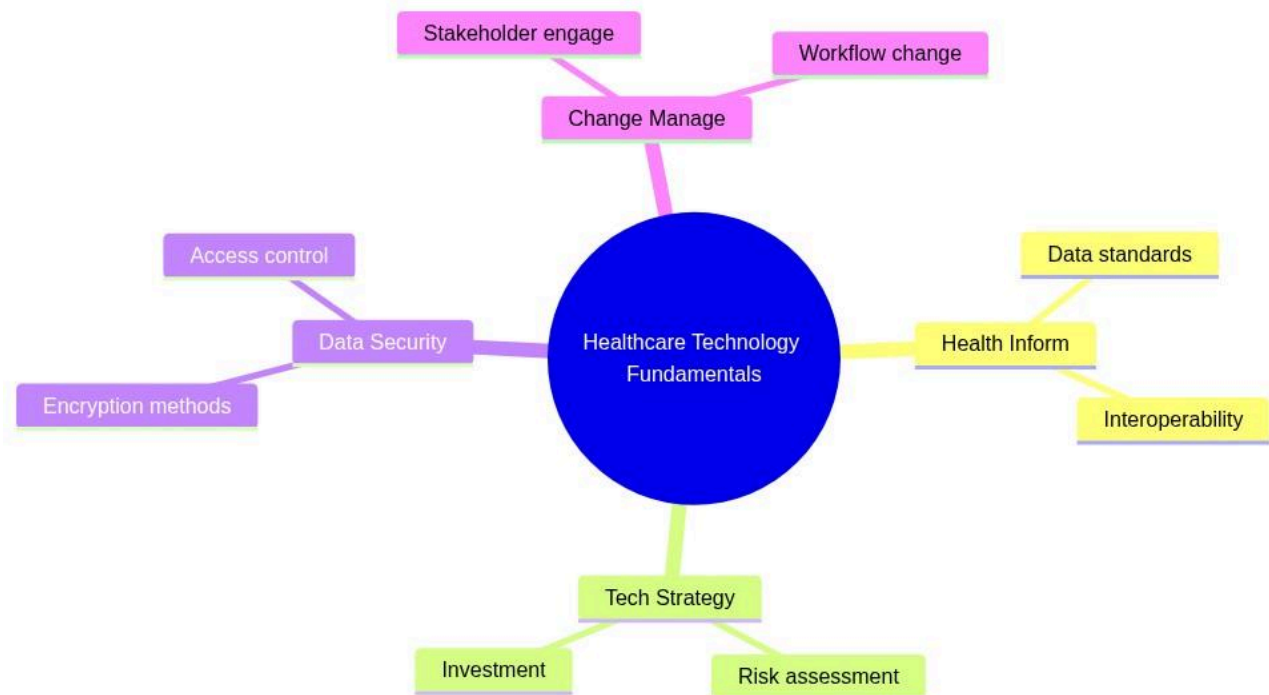 Stakeholder engage
Workflow change
Change Manage
Access control
Data standards
Data Security
Healthcare Technology
Fundamentals
Health Inform
Encryption methods
Interoperability
Tech Strategy
Investment
Risk assessment